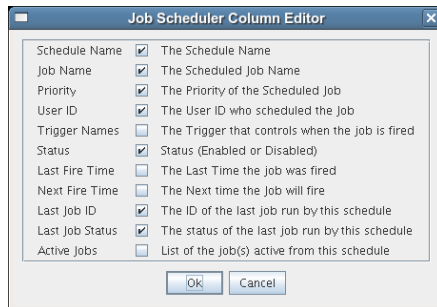 Job Scheduler Column Editor
Schedule Name The Schedule Name
Job Name The Scheduled Job Name
Priority The Priority of the Scheduled Job
User ID The User ID who scheduled the Job
Trigger Names The Trigger that controls when the job is fired
Status Status (Enabled or Disabled)
Last Fire Time The Last Time the job was fired
Next Fire Time The Next time the Job will fire
Last Job ID The ID of the last job run by this schedule
Last Job Status The status of the last job run by this schedule
Active Jobs List of the job(s) active from this schedule
Ok Cancel